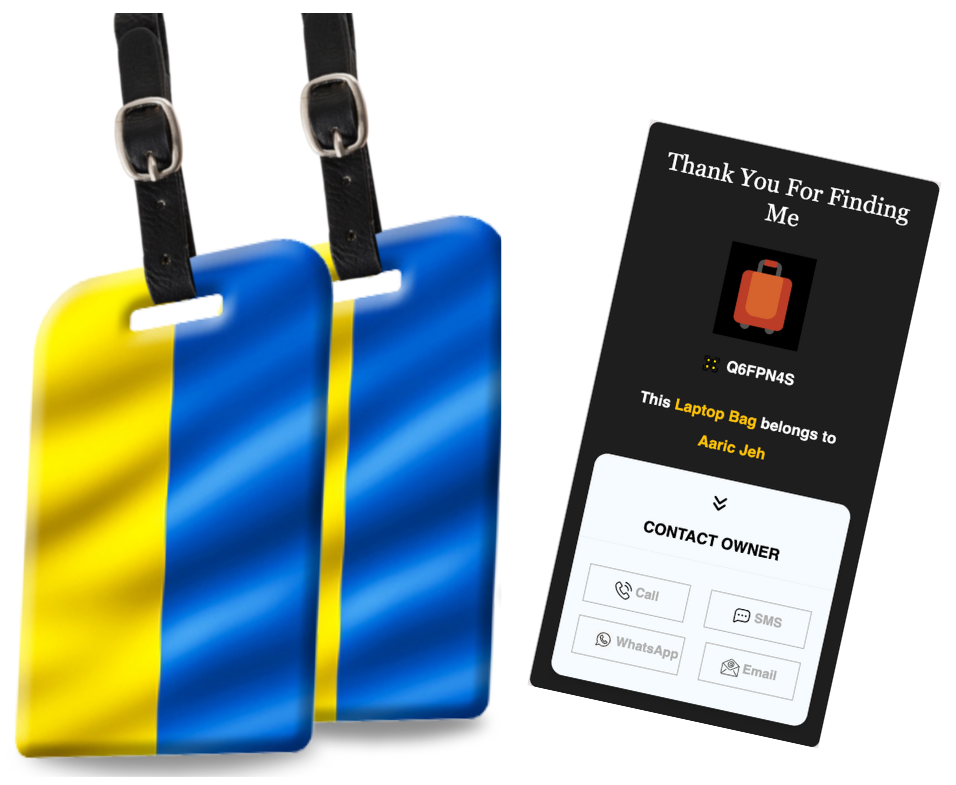 Thank You For Finding
Me
Q6FPN4S
This Laptop Bag belongs to
Aaric Jeh
CONTACT OWNER
Call
SMS
WhatsApp
Email